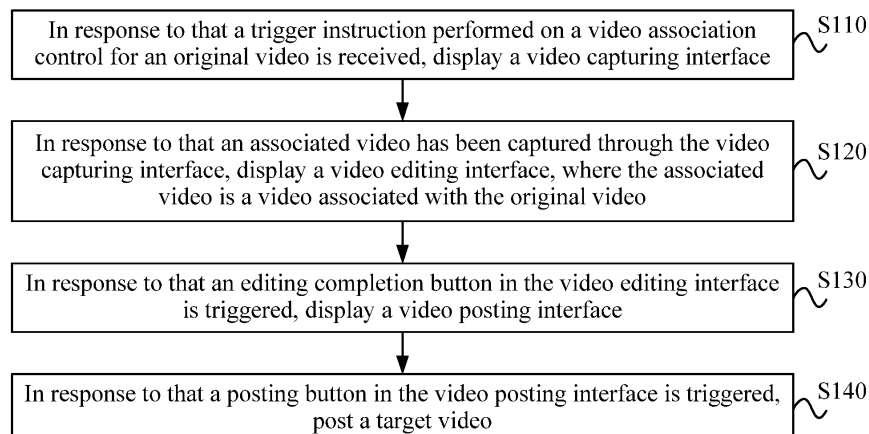 In response to that a trigger instruction performed on a video association
control for an original video is received, display a video capturing interface
S110
In response to that an associated video has been captured through the video
capturing interface, display a video editing interface, where the associated
video is a video associated with the original video
S120
In response to that an editing completion button in the video editing interface
is triggered, display a video posting interface
S130
In response to that a posting button in the video posting interface is triggered,
post a target video
S140